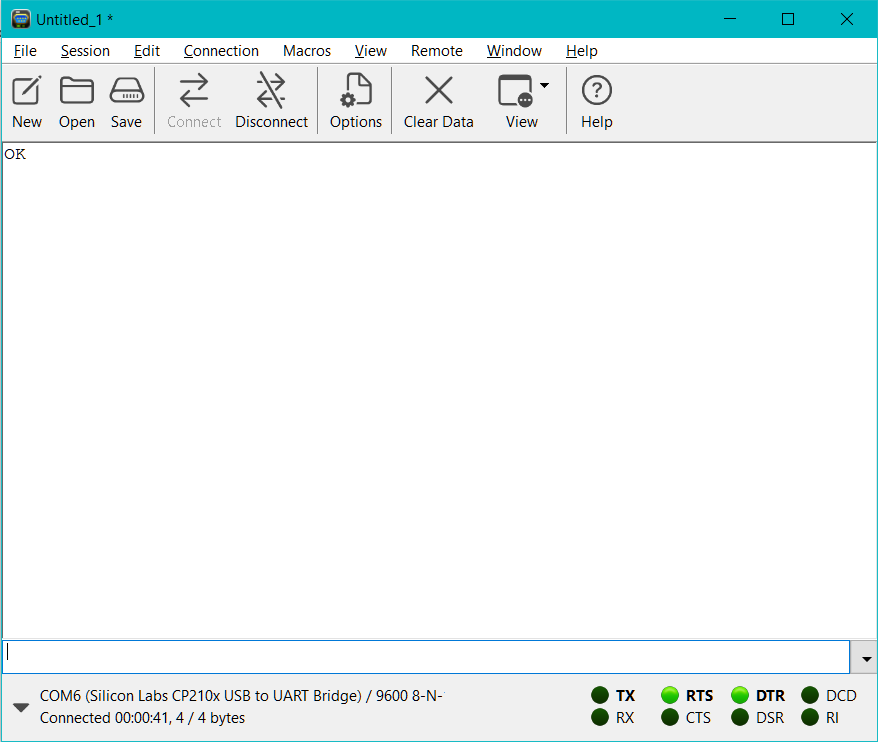 Untitled_1 *
File Session Edit Connection Macros View Remote Window Help
New Open Save Connect Disconnect Options Clear Data View Help
OK
COM6 (Silicon Labs CP210x USB to UART Bridge) / 9600 8-N-
TX RTS DTR DCD
Connected 00:00:41, 4 / 4 bytes
RX CTS DSR RI